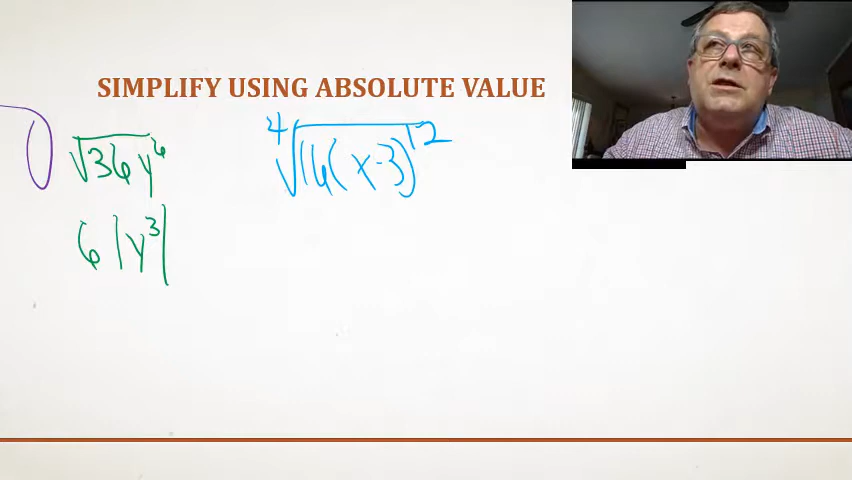 SIMPLIFY USING ABSOLUTE VALUE
√36y⁶
6|y³|
⁴√16(x-3)¹²